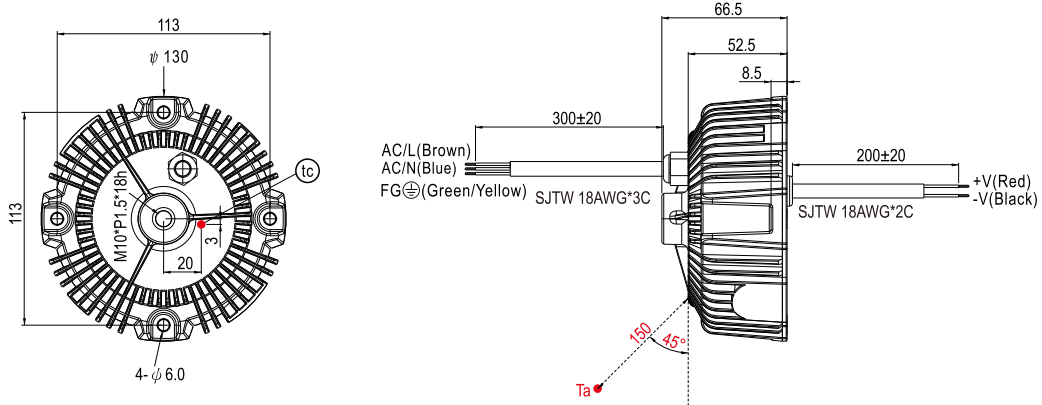 113
ψ 130
113
M10*P1.5*18h
tc
3
20
4- ϕ 6.0
66.5
52.5
8.5
300±20
AC/L(Brown)
AC/N(Blue)
FG⏚(Green/Yellow)
SJTW 18AWG*3C
200±20
+V(Red)
-V(Black)
SJTW 18AWG*2C
150
45°
Ta